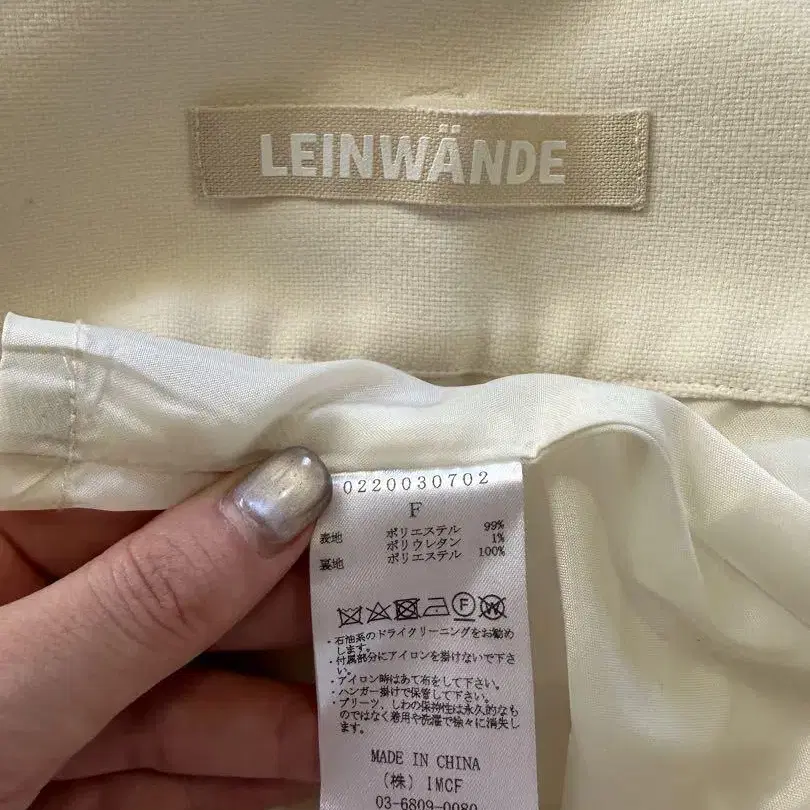 LEINWÄNDE
0220030702
F
表地 ポリエステル 99%
ポリウレタン 1%
裏地 ポリエステル 100%
F W
・石油系のドライクリーニングをお勧め
します。
・付属部分にアイロンを掛けないで下さ
い。
・アイロン時はあて布をして下さい。
・ハンガー掛けで保管して下さい。
・プリーツ、しわの保持性は永久的なも
のではなく着用や洗濯で徐々に消失し
ます。
MADE IN CHINA
(株) IMCF
03-6809-0080